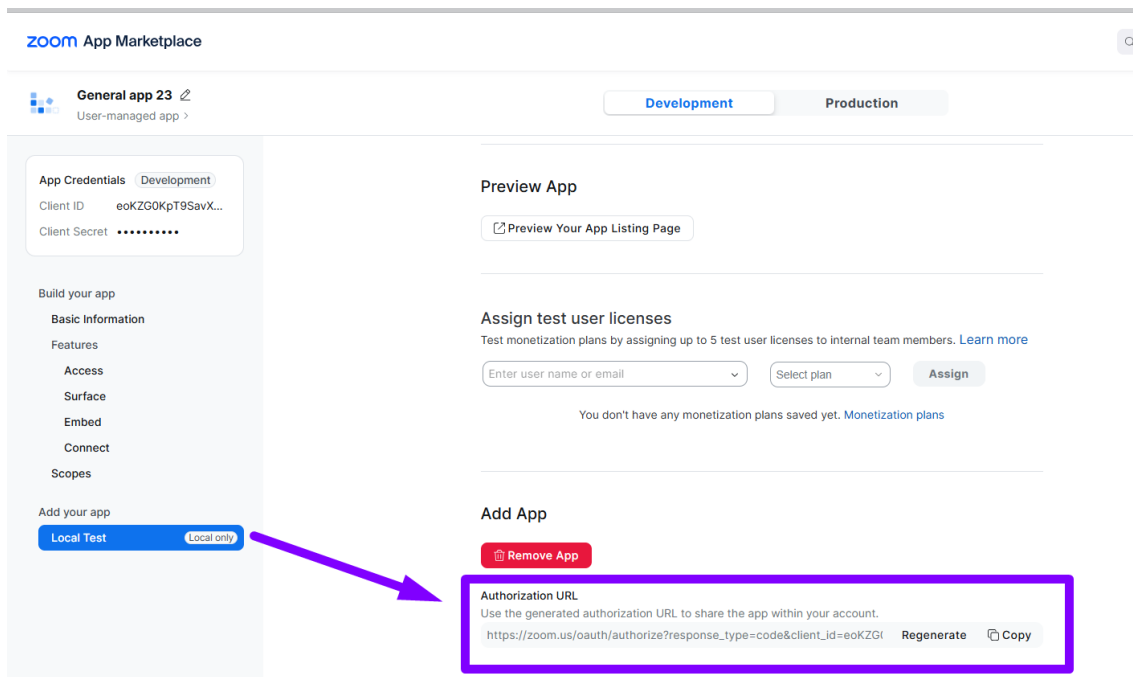 zoom App Marketplace
General app 23
User-managed app >
Development
Production
App Credentials Development
Client ID eoKZG0KpT9SavX...
Client Secret ••••••••••
Build your app
Basic Information
Features
Access
Surface
Embed
Connect
Scopes
Add your app
Local Test Local only
Preview App
Preview Your App Listing Page
Assign test user licenses
Test monetization plans by assigning up to 5 test user licenses to internal team members. Learn more
Enter user name or email Select plan Assign
You don't have any monetization plans saved yet. Monetization plans
Add App
Remove App
Authorization URL
Use the generated authorization URL to share the app within your account.
https://zoom.us/oauth/authorize?response_type=code&client_id=eoKZG( Regenerate Copy